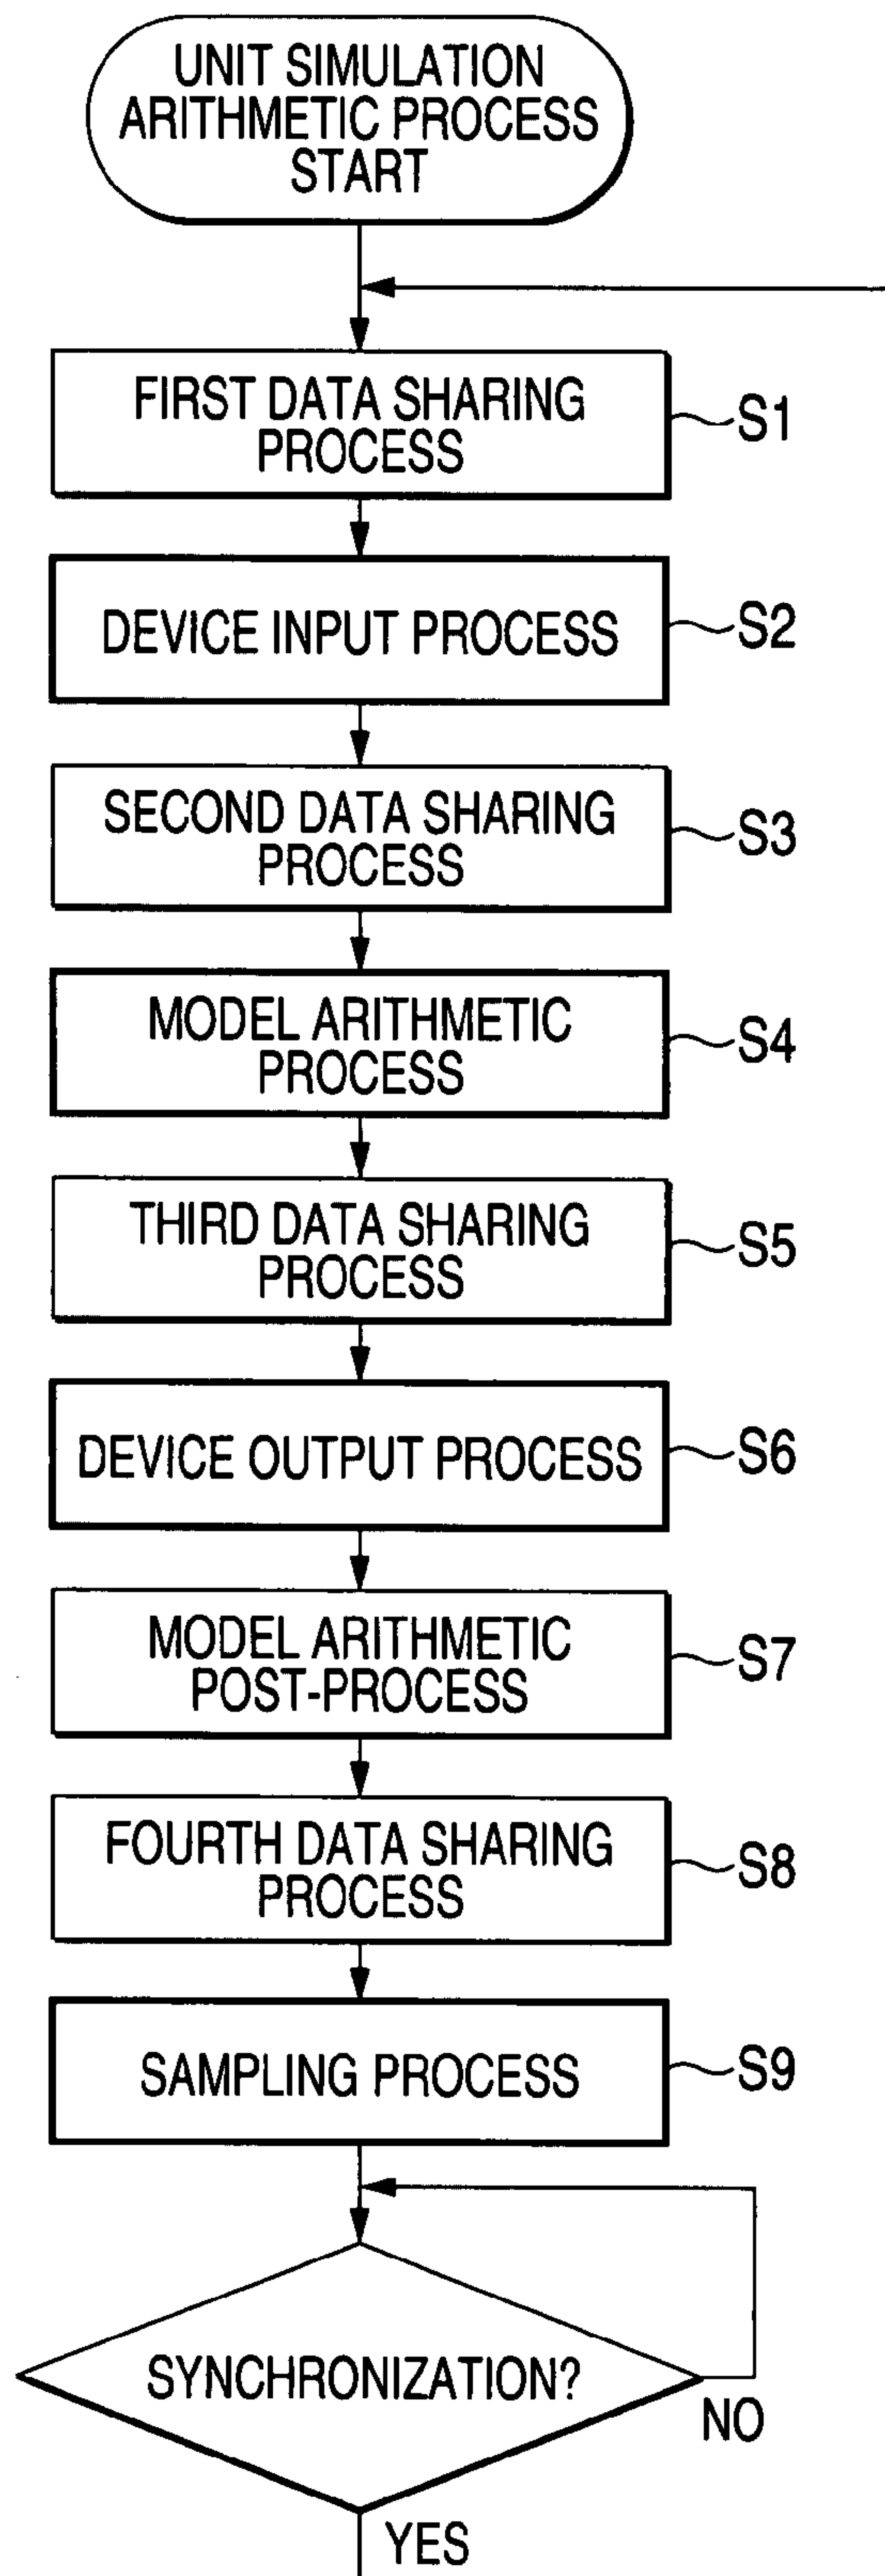 UNIT SIMULATION
ARITHMETIC PROCESS
START
FIRST DATA SHARING
PROCESS
S1
DEVICE INPUT PROCESS
S2
SECOND DATA SHARING
PROCESS
S3
MODEL ARITHMETIC
PROCESS
S4
THIRD DATA SHARING
PROCESS
S5
DEVICE OUTPUT PROCESS
S6
MODEL ARITHMETIC
POST-PROCESS
S7
FOURTH DATA SHARING
PROCESS
S8
SAMPLING PROCESS
S9
SYNCHRONIZATION?
NO
YES